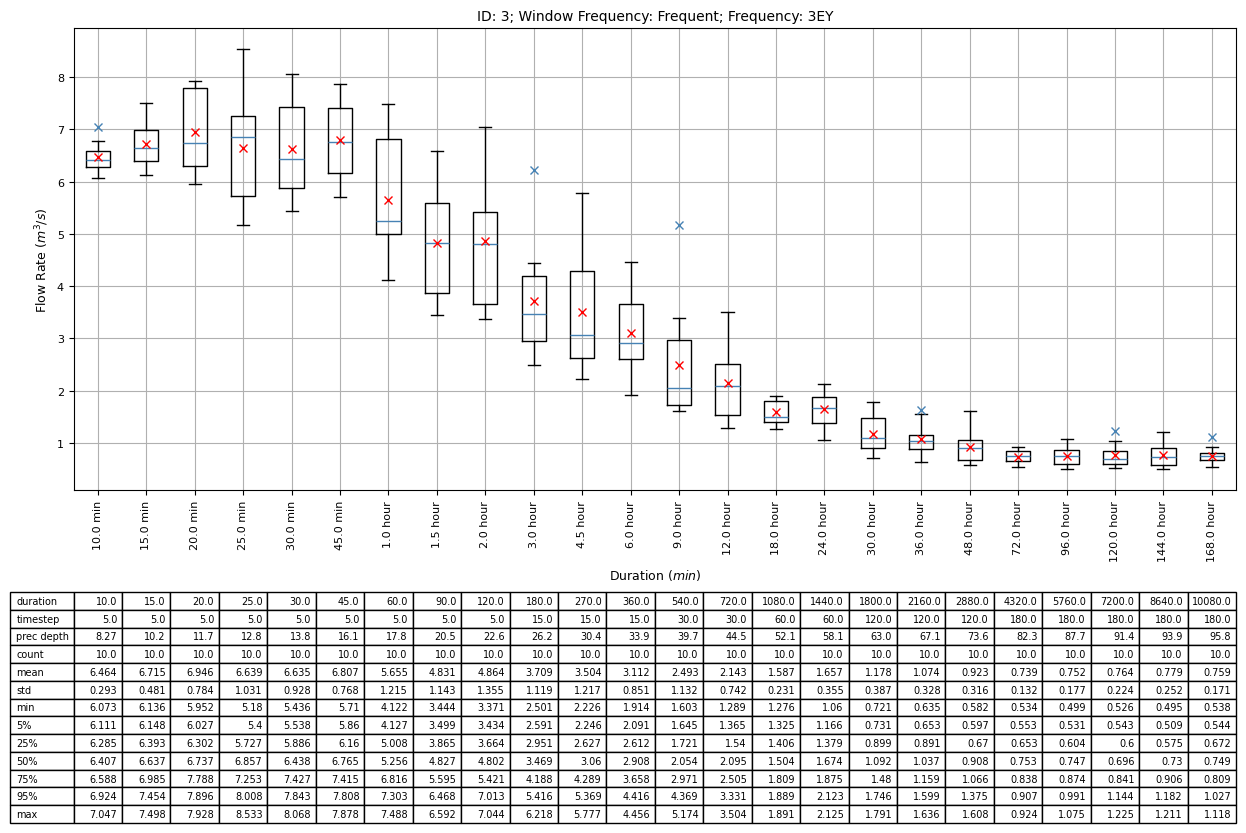 ID: 3; Window Frequency: Frequent; Frequency: 3EY
8
7
6
5
4
3
2
1
Flow Rate (m³/s)
10.0 min 15.0 min 20.0 min 25.0 min 30.0 min 45.0 min 1.0 hour 1.5 hour 2.0 hour 3.0 hour 4.5 hour 6.0 hour 9.0 hour 12.0 hour 18.0 hour 24.0 hour 30.0 hour 36.0 hour 48.0 hour 72.0 hour 96.0 hour 120.0 hour 144.0 hour 168.0 hour
Duration (min)
duration 10.0 15.0 20.0 25.0 30.0 45.0 60.0 90.0 120.0 180.0 270.0 360.0 540.0 720.0 1080.0 1440.0 1800.0 2160.0 2880.0 4320.0 5760.0 7200.0 8640.0 10080.0
timestep 5.0 5.0 5.0 5.0 5.0 5.0 5.0 5.0 5.0 15.0 15.0 15.0 30.0 30.0 60.0 60.0 120.0 120.0 120.0 180.0 180.0 180.0 180.0 180.0
prec depth 8.27 10.2 11.7 12.8 13.8 16.1 17.8 20.5 22.6 26.2 30.4 33.9 39.7 44.5 52.1 58.1 63.0 67.1 73.6 82.3 87.7 91.4 93.9 95.8
count 10.0 10.0 10.0 10.0 10.0 10.0 10.0 10.0 10.0 10.0 10.0 10.0 10.0 10.0 10.0 10.0 10.0 10.0 10.0 10.0 10.0 10.0 10.0 10.0
mean 6.464 6.715 6.946 6.639 6.635 6.807 5.655 4.831 4.864 3.709 3.504 3.112 2.493 2.143 1.587 1.657 1.178 1.074 0.923 0.739 0.752 0.764 0.779 0.759
std 0.293 0.481 0.784 1.031 0.928 0.768 1.215 1.143 1.355 1.119 1.217 0.851 1.132 0.742 0.231 0.355 0.387 0.328 0.316 0.132 0.177 0.224 0.252 0.171
min 6.073 6.136 5.952 5.18 5.436 5.71 4.122 3.444 3.371 2.501 2.226 1.914 1.603 1.289 1.276 1.06 0.721 0.635 0.582 0.534 0.499 0.526 0.495 0.538
5% 6.111 6.148 6.027 5.4 5.538 5.86 4.127 3.499 3.434 2.591 2.246 2.091 1.645 1.365 1.325 1.166 0.731 0.653 0.597 0.553 0.531 0.543 0.509 0.544
25% 6.285 6.393 6.302 5.727 5.886 6.16 5.008 3.865 3.664 2.951 2.627 2.612 1.721 1.54 1.406 1.379 0.899 0.891 0.67 0.653 0.604 0.6 0.575 0.672
50% 6.407 6.637 6.737 6.857 6.438 6.765 5.256 4.827 4.802 3.469 3.06 2.908 2.054 2.095 1.504 1.674 1.092 1.037 0.908 0.753 0.747 0.696 0.73 0.749
75% 6.588 6.985 7.788 7.253 7.427 7.415 6.816 5.595 5.421 4.188 4.289 3.658 2.971 2.505 1.809 1.875 1.48 1.159 1.066 0.838 0.874 0.841 0.906 0.809
95% 6.924 7.454 7.896 8.008 7.843 7.808 7.303 6.468 7.013 5.416 5.369 4.416 4.369 3.331 1.889 2.123 1.746 1.599 1.375 0.907 0.991 1.144 1.182 1.027
max 7.047 7.498 7.928 8.533 8.068 7.878 7.488 6.592 7.044 6.218 5.777 4.456 5.174 3.504 1.891 2.125 1.791 1.636 1.608 0.924 1.075 1.225 1.211 1.118